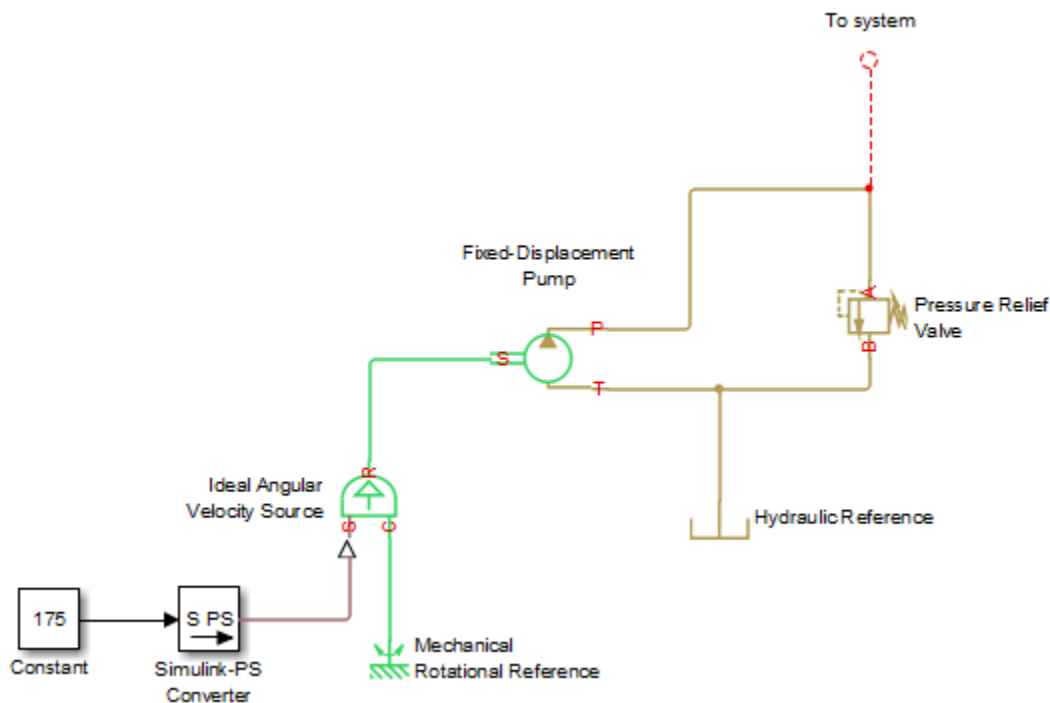 To system
Fixed-Displacement
Pump
P
A
Pressure Relief
Valve
B
S
T
R
Ideal Angular
Velocity Source
S
C
Hydraulic Reference
175
S PS
Constant
Simulink-PS
Converter
Mechanical
Rotational Reference